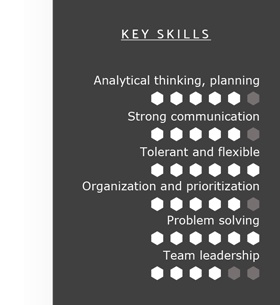 KEY SKILLS
Analytical thinking, planning
Strong communication
Tolerant and flexible
Organization and prioritization
Problem solving
Team leadership